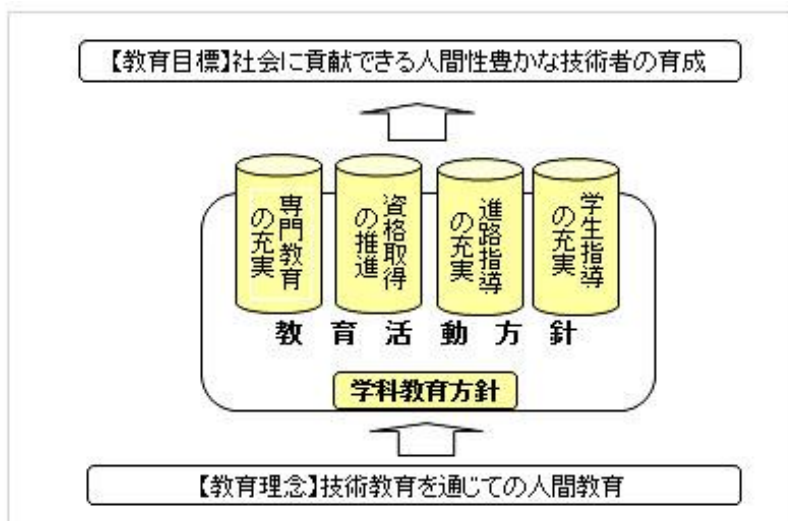 【教育目標】社会に貢献できる人間性豊かな技術者の育成
専門教育
の充実
資格取得
の推進
進路指導
の充実
学生指導
の充実
教育活動方針
学科教育方針
【教育理念】技術教育を通じての人間教育